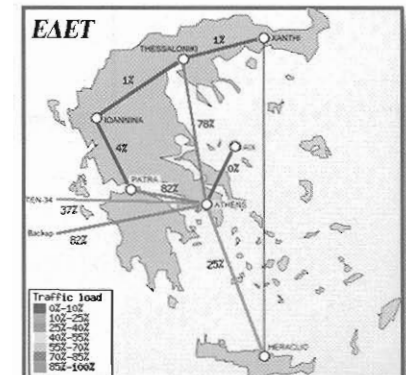 ΕΔΕΤ
XANTHI
THESSALONIKI
1%
1%
IOANNINA
78%
4%
0%
PATRA
82%
TEN-34
ATHENS
37%
Backup
82%
25%
Traffic load
0%-10%
10%-25%
25%-40%
40%-55%
55%-70%
70%-85%
85%-100%
HERACLIO